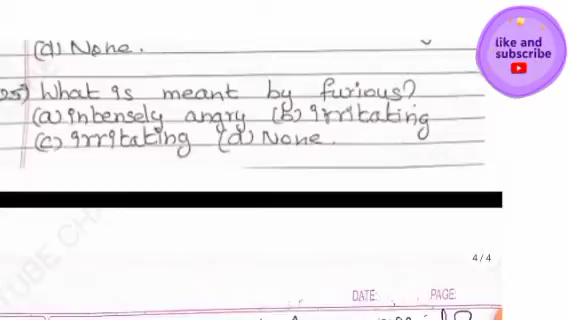 (d) None.
like and
subscribe
25) What is meant by furious?
(a) intensely angry (b) irritating
(c) irritating (d) None.
4 / 4
DATE: PAGE: